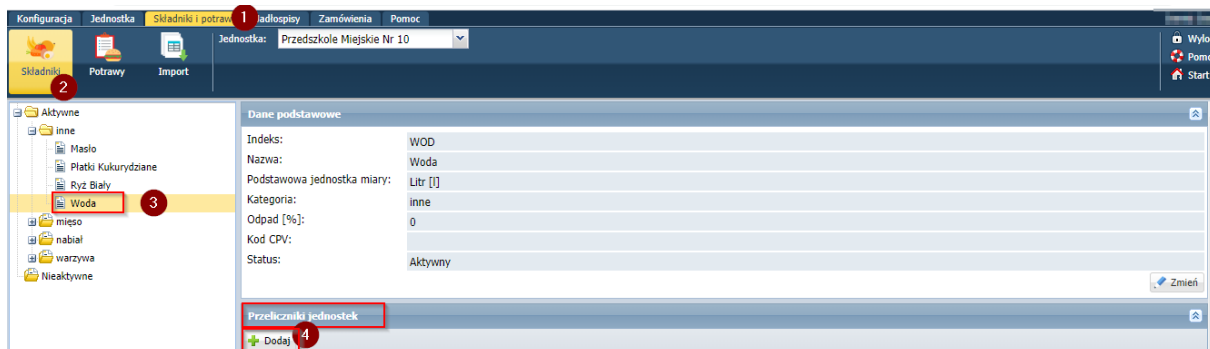 Konfiguracja Jednostka Składniki i potraw 1 adłospisy Zamówienia Pomoc
Jednostka: Przedszkole Miejskie Nr 10
Wylo
Pomo
Start
Składniki Potrawy Import
2
Aktywne
inne
Masło
Płatki Kukurydziane
Ryż Biały
Woda 3
mięso
nabiał
warzywa
Nieaktywne
Dane podstawowe
Indeks: WOD
Nazwa: Woda
Podstawowa jednostka miary: Litr [l]
Kategoria: inne
Odpad [%]: 0
Kod CPV:
Status: Aktywny
Zmień
Przeliczniki jednostek
Dodaj 4